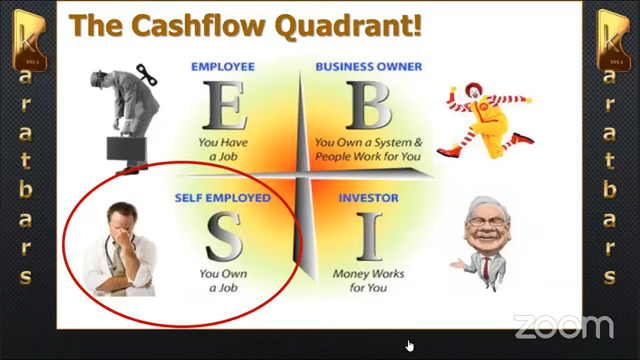 The Cashflow Quadrant!
EMPLOYEE
E
You Have
a Job
BUSINESS OWNER
B
You Own a System &
People Work for You
SELF EMPLOYED
S
You Own
a Job
INVESTOR
I
Money Works
for You
k
a
r
a
t
b
a
r
s
k
a
r
a
t
b
a
r
s
zoom